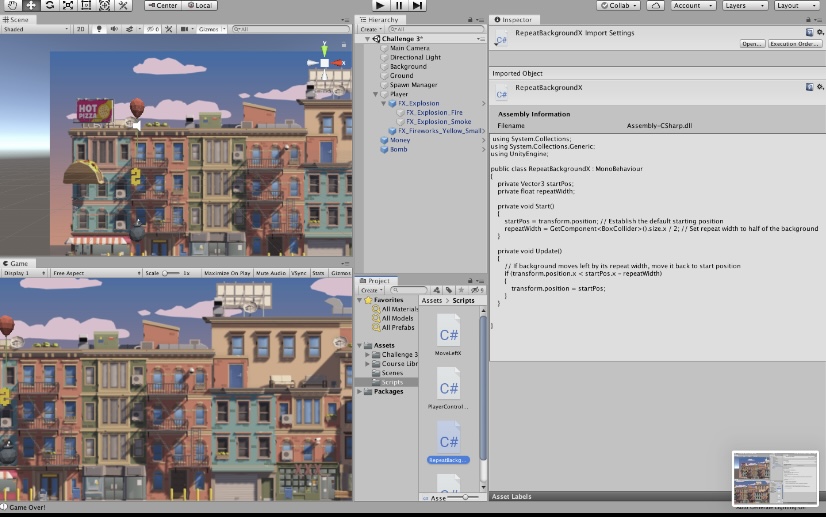 Center
Local
Collab
Account
Layers
Layout
Scene
Shaded
2D
0
Gizmos
All
y
x
HOT
PIZZA
Game
Display 1
Free Aspect
Scale
1x
Maximize On Play
Mute Audio
VSync
Stats
Gizmos
Hierarchy
Create
All
Challenge 3*
Main Camera
Directional Light
Background
Ground
Spawn Manager
Player
FX_Explosion
FX_Explosion_Fire
FX_Explosion_Smoke
FX_Fireworks_Yellow_Small
Money
Bomb
Project
Create
Favorites
All Materials
All Models
All Prefabs
Assets
Challenge 3
Course Libr
Scenes
Scripts
Packages
Assets > Scripts
C#
MoveLeftX
C#
PlayerControl...
C#
RepeatBackg...
Asse
Inspector
RepeatBackgroundX Import Settings
Open...
Execution Order...
Imported Object
RepeatBackgroundX
Assembly Information
Filename Assembly-CSharp.dll
using System.Collections;
using System.Collections.Generic;
using UnityEngine;
public class RepeatBackgroundX : MonoBehaviour
{
private Vector3 startPos;
private float repeatWidth;
private void Start()
{
startPos = transform.position; // Establish the default starting position
repeatWidth = GetComponent<BoxCollider>().size.x / 2; // Set repeat width to half of the background
}
private void Update()
{
// If background moves left by its repeat width, move it back to start position
if (transform.position.x < startPos.x - repeatWidth)
{
transform.position = startPos;
}
}
}
Asset Labels
Game Over!